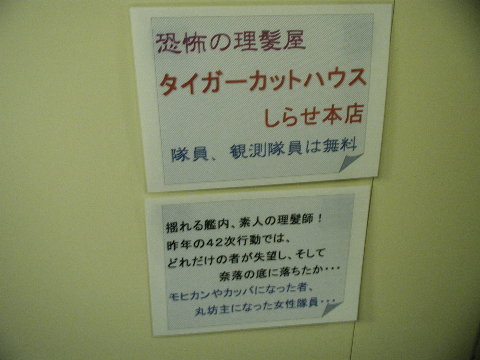 恐怖の理髪屋
タイガーカットハウス
しらせ本店
隊員、観測隊員は無料
揺れる艦内、素人の理髪師！
昨年の42次行動では、
どれだけの者が失望し、そして
奈落の底に落ちたか・・・
モヒカンやカッパになった者、
丸坊主になった女性隊員・・・